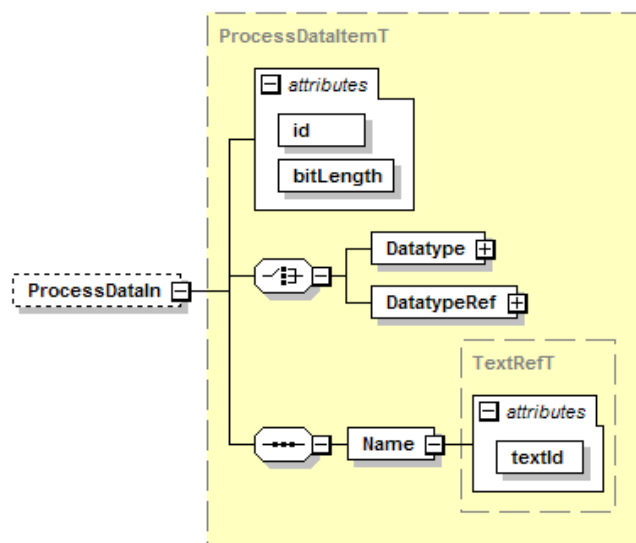 ProcessDataItemT
attributes
id
bitLength
Datatype
ProcessDataIn
DatatypeRef
TextRefT
attributes
Name
textId